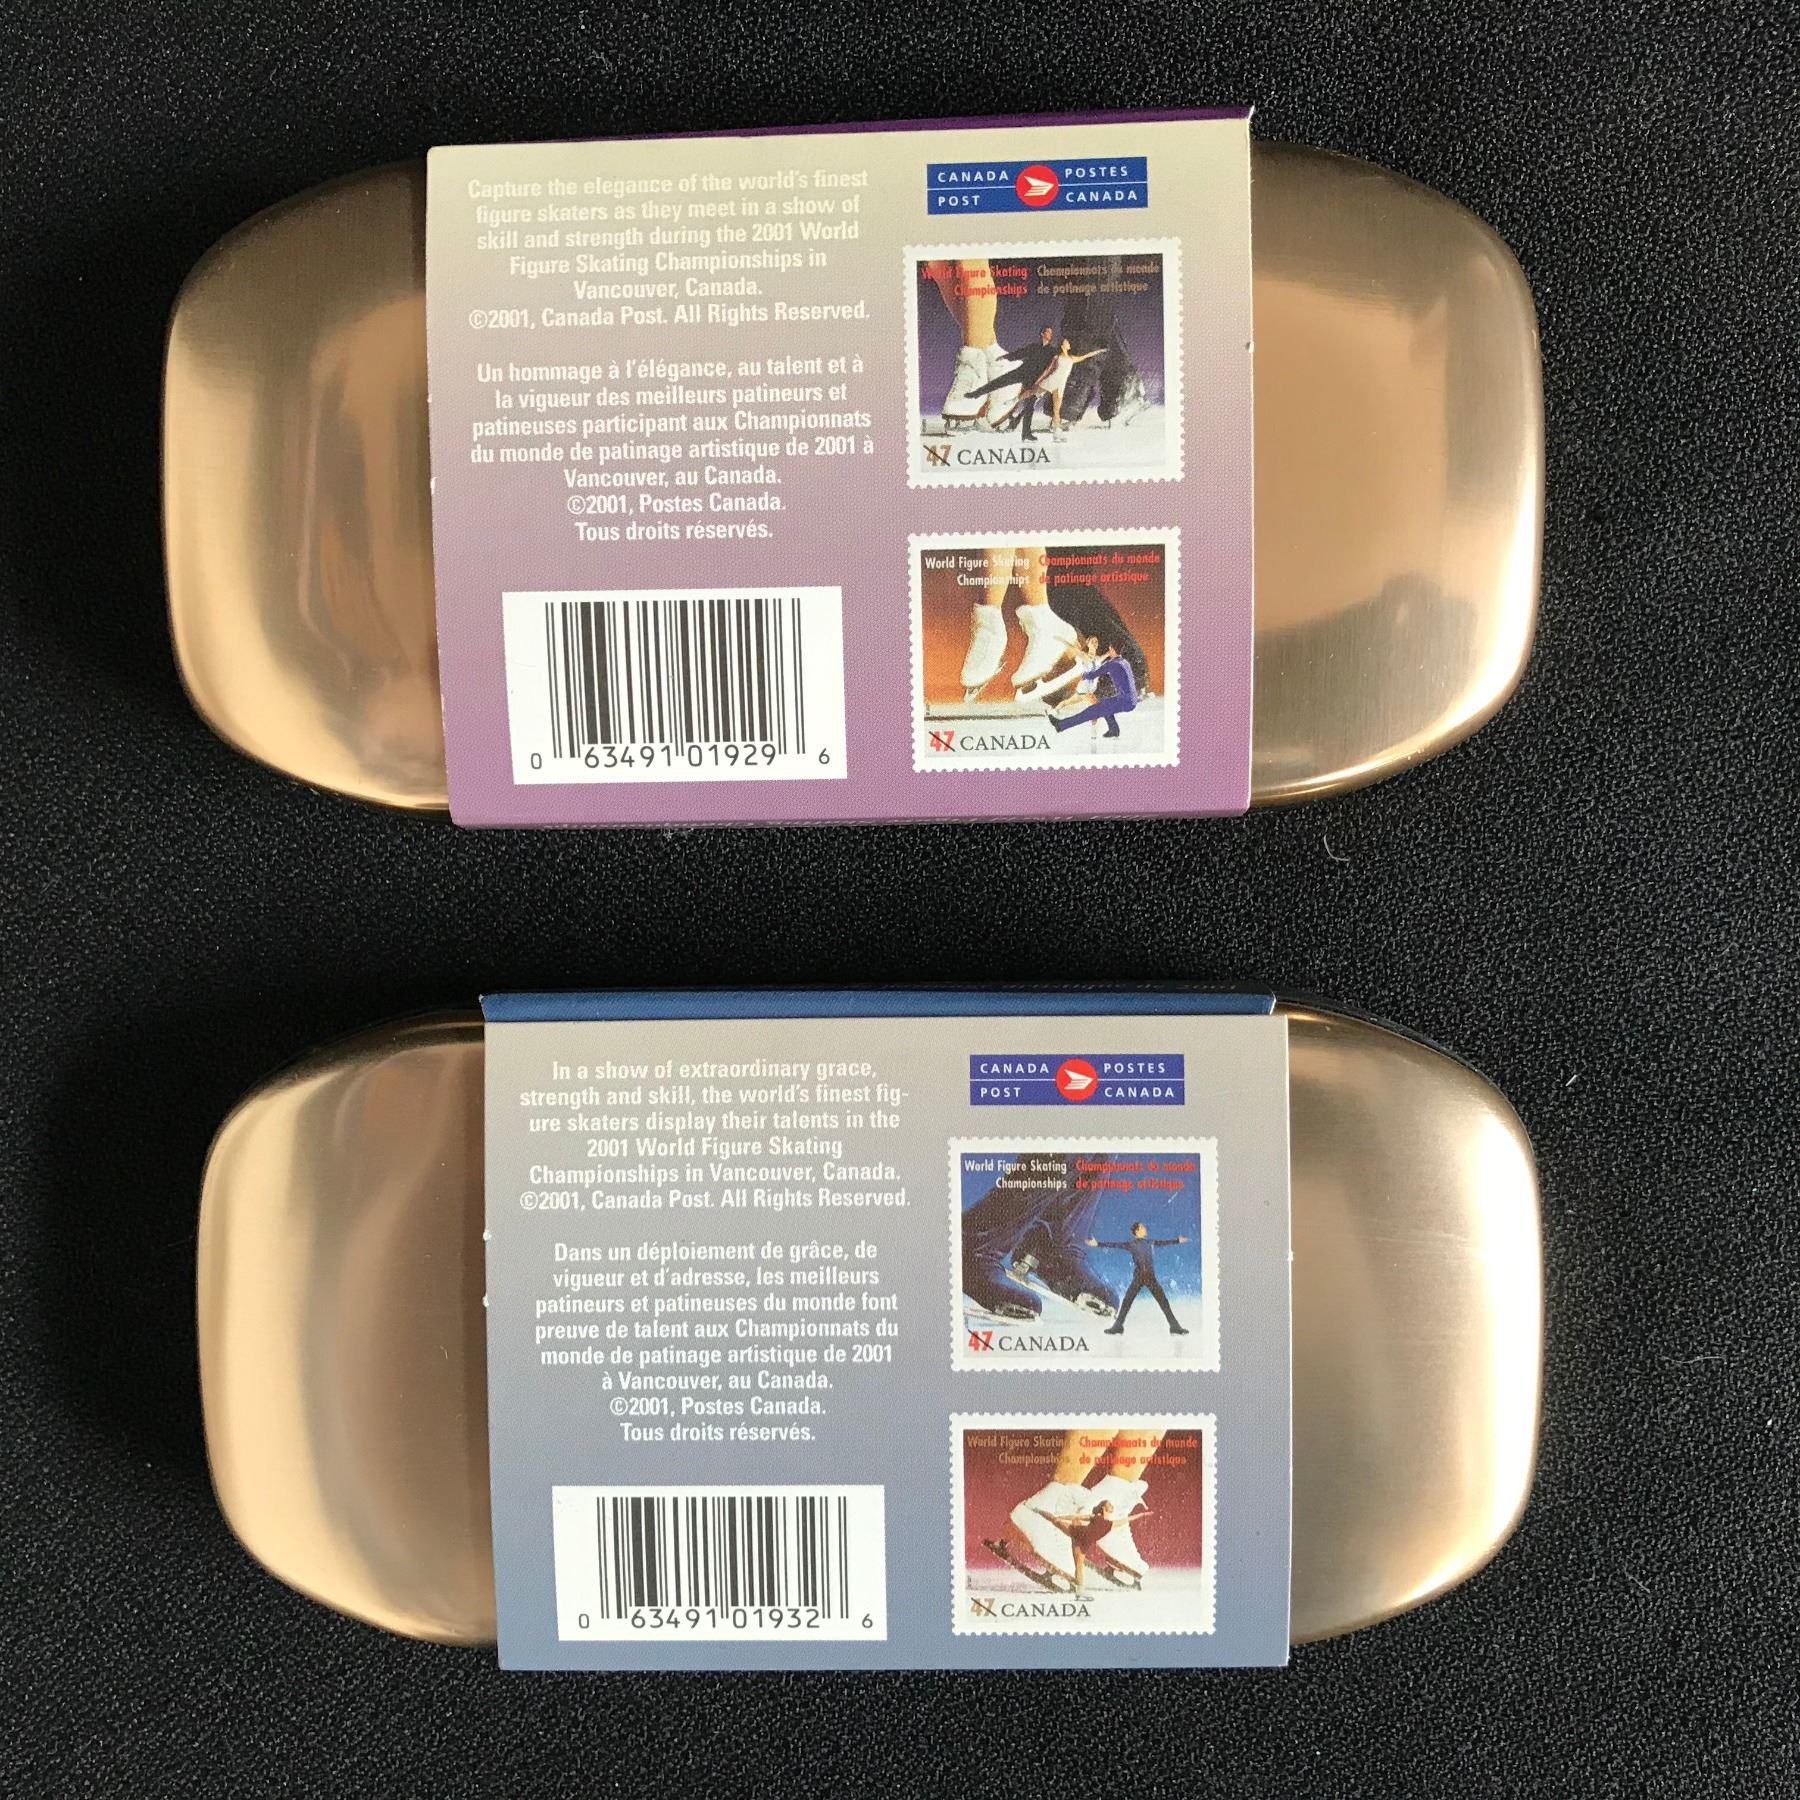 Capture the elegance of the world's finest
figure skaters as they meet in a show of
skill and strength during the 2001 World
Figure Skating Championships in
Vancouver, Canada.
©2001, Canada Post. All Rights Reserved.
Un hommage à l'élégance, au talent et à
la vigueur des meilleurs patineurs et
patineuses participant aux Championnats
du monde de patinage artistique de 2001 à
Vancouver, au Canada.
©2001, Postes Canada.
Tous droits réservés.
0 63491 01929 6
CANADA POSTES
POST CANADA
World Figure Skating Championnats du monde
Championships de patinage artistique
47 CANADA
World Figure Skating Championnats du monde
Championships de patinage artistique
47 CANADA
artistique de 2001
In a show of extraordinary grace,
strength and skill, the world's finest fig-
ure skaters display their talents in the
2001 World Figure Skating
Championships in Vancouver, Canada.
©2001, Canada Post. All Rights Reserved.
Dans un déploiement de grâce, de
vigueur et d'adresse, les meilleurs
patineurs et patineuses du monde font
preuve de talent aux Championnats du
monde de patinage artistique de 2001
à Vancouver, au Canada.
©2001, Postes Canada.
Tous droits réservés.
0 63491 01932 6
CANADA POSTES
POST CANADA
World Figure Skating Championnats du monde
Championships de patinage artistique
47 CANADA
World Figure Skating Championnats du monde
Championships de patinage artistique
47 CANADA